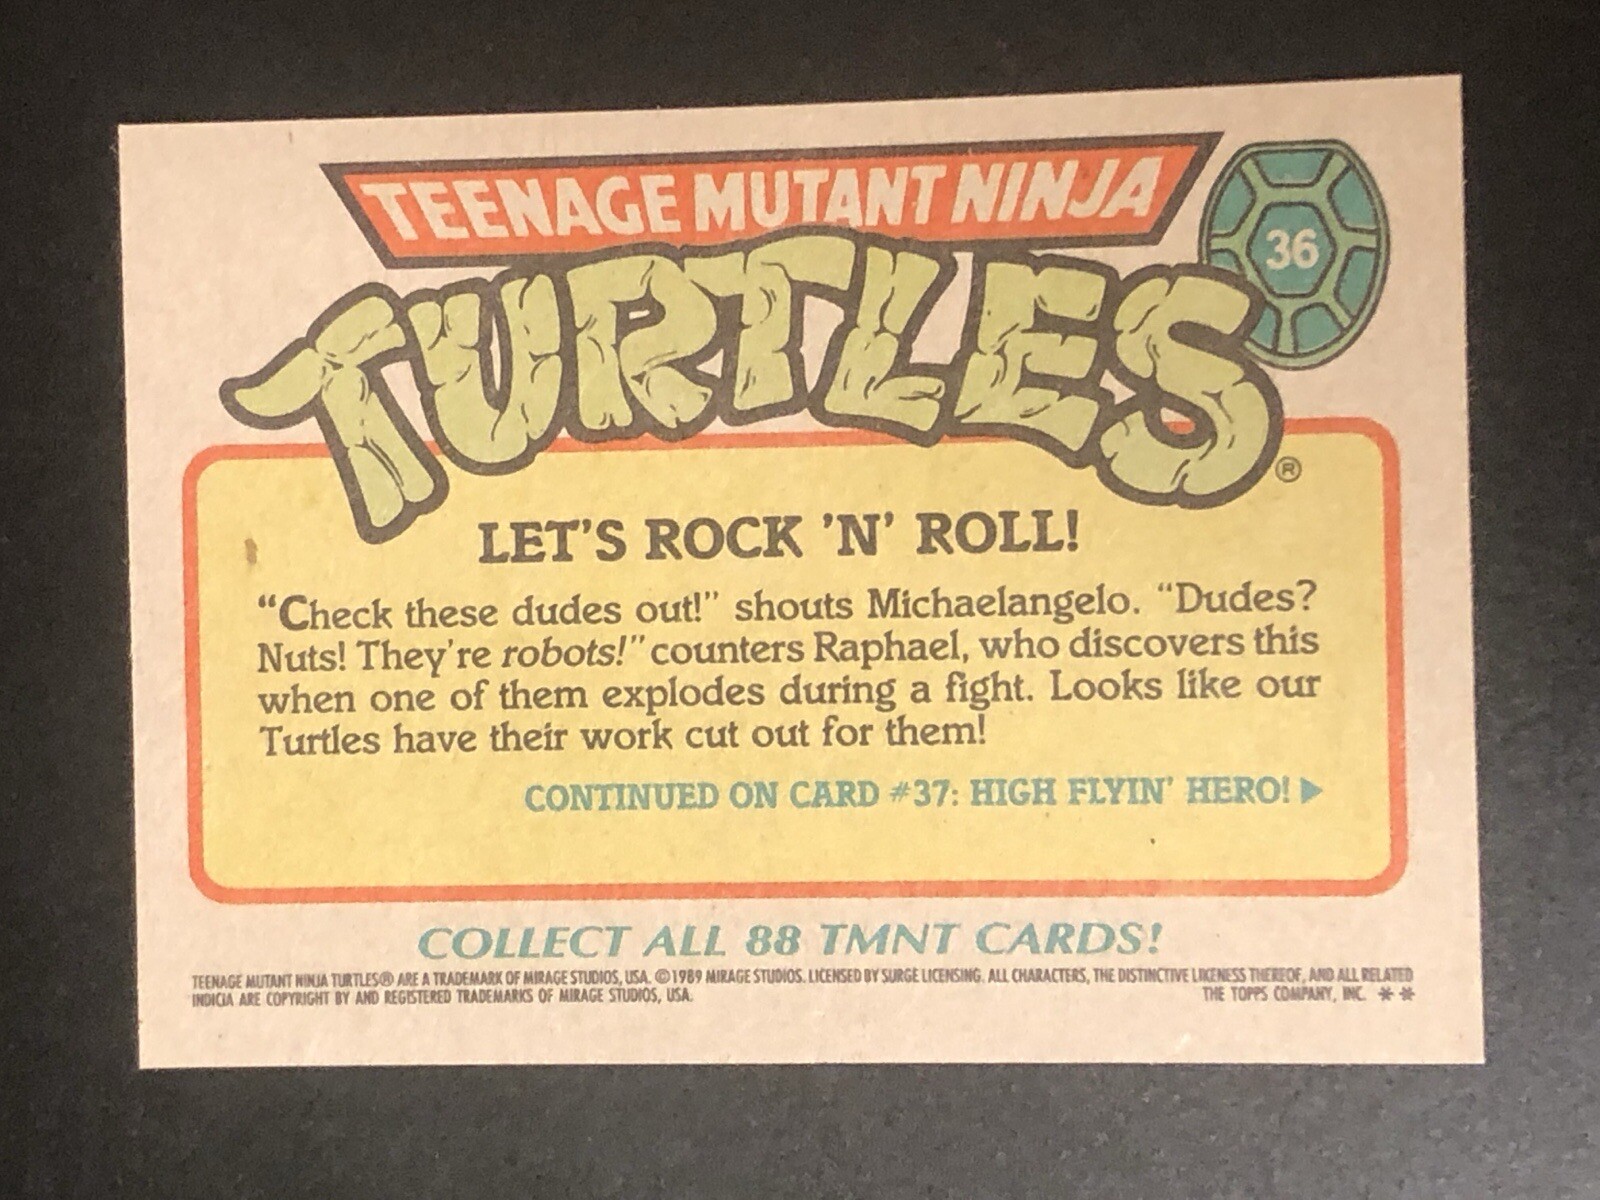 TEENAGE MUTANT NINJA
TURTLES®
36
LET'S ROCK 'N' ROLL!
"Check these dudes out!" shouts Michaelangelo. "Dudes?
Nuts! They're robots!" counters Raphael, who discovers this
when one of them explodes during a fight. Looks like our
Turtles have their work cut out for them!
CONTINUED ON CARD #37: HIGH FLYIN' HERO! ▶
COLLECT ALL 88 TMNT CARDS!
TEENAGE MUTANT NINJA TURTLES® ARE A TRADEMARK OF MIRAGE STUDIOS, USA. ©1989 MIRAGE STUDIOS. LICENSED BY SURGE LICENSING. ALL CHARACTERS, THE DISTINCTIVE LIKENESS THEREOF, AND ALL RELATED
INDICIA ARE COPYRIGHT BY AND REGISTERED TRADEMARKS OF MIRAGE STUDIOS, USA. THE TOPPS COMPANY, INC. * *